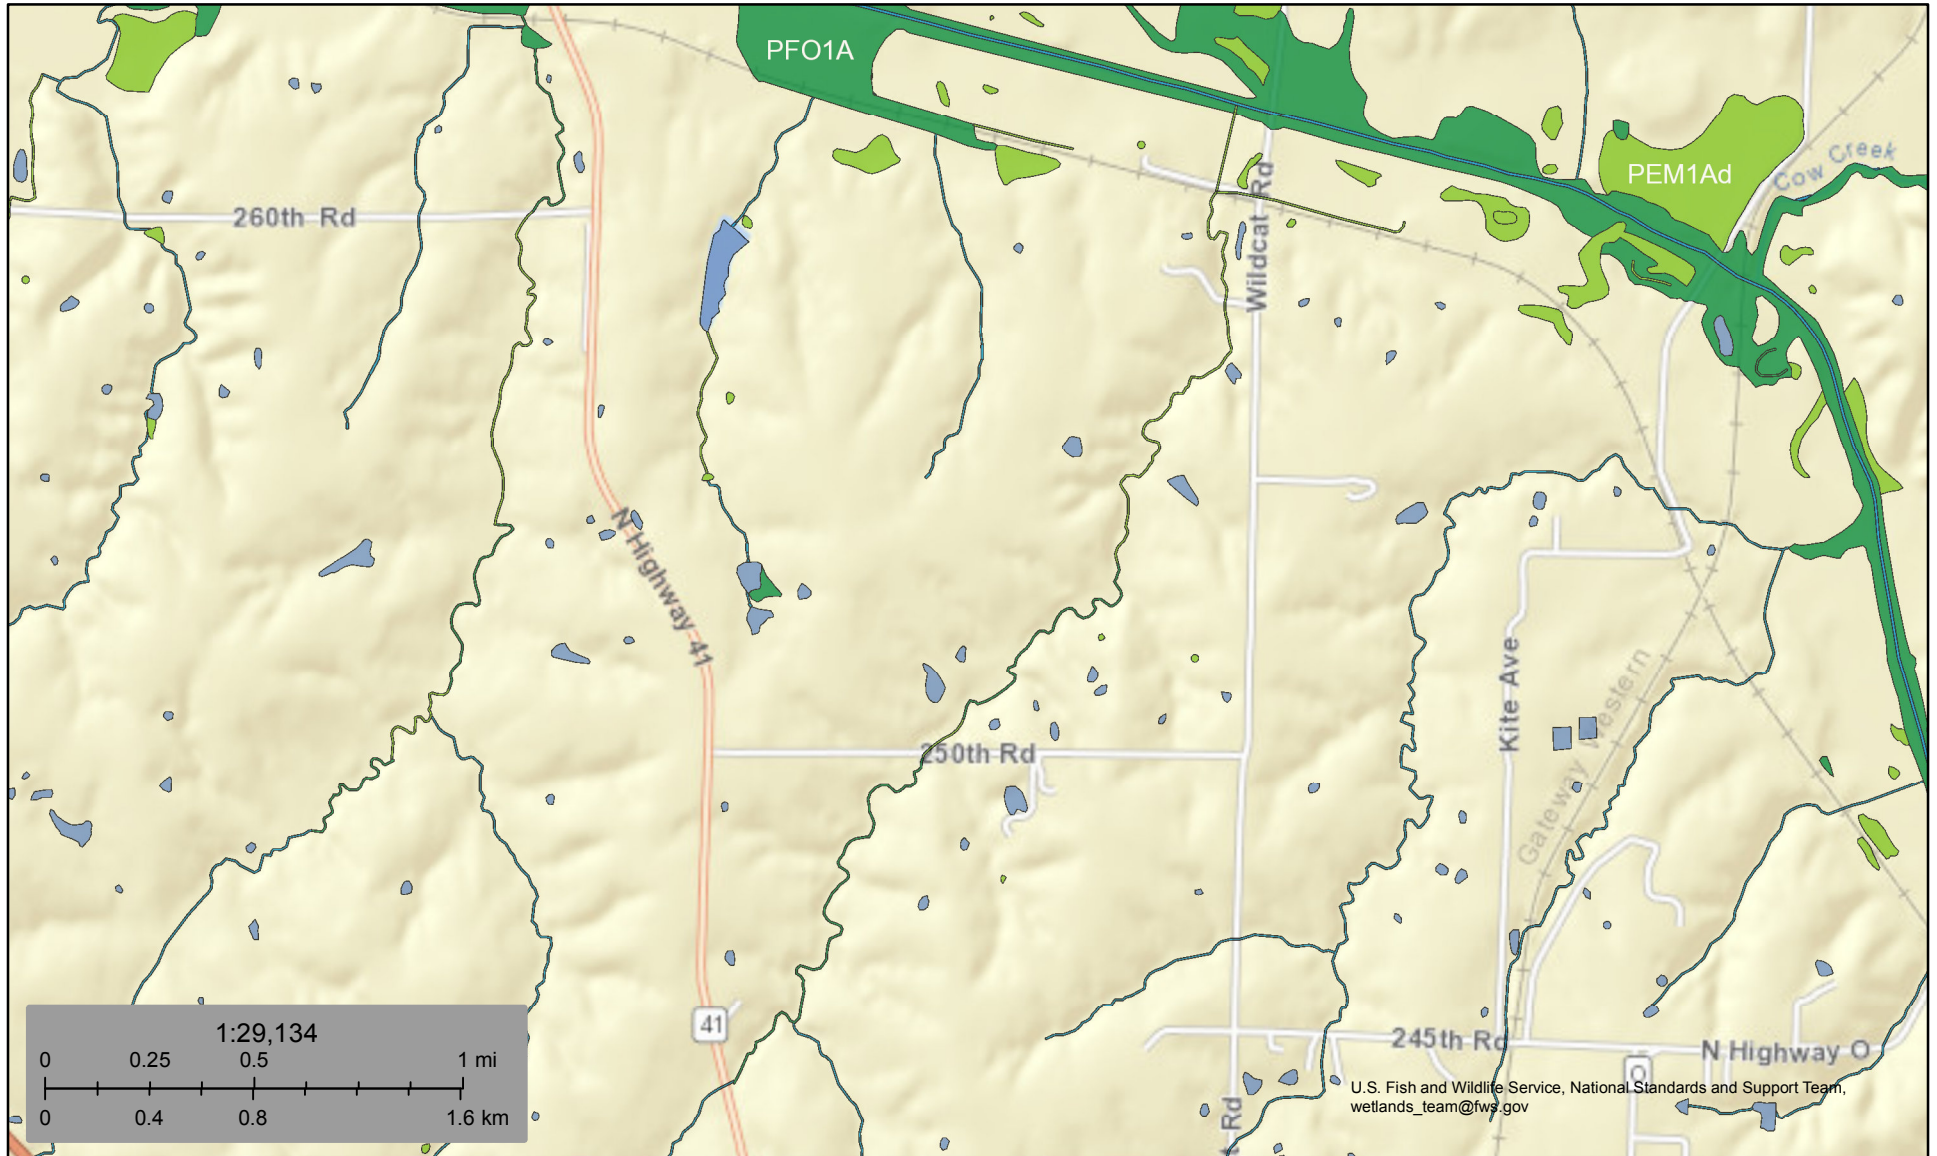 PFO1A
PEM1Ad
Cow Creek
260th Rd
Wildcat Rd
N Highway 41
Kite Ave
Gateway Western
250th Rd
41
245th Rd
N Highway O
O
t Rd
1:29,134
0 0.25 0.5 1 mi
0 0.4 0.8 1.6 km
U.S. Fish and Wildlife Service, National Standards and Support Team,
wetlands_team@fws.gov